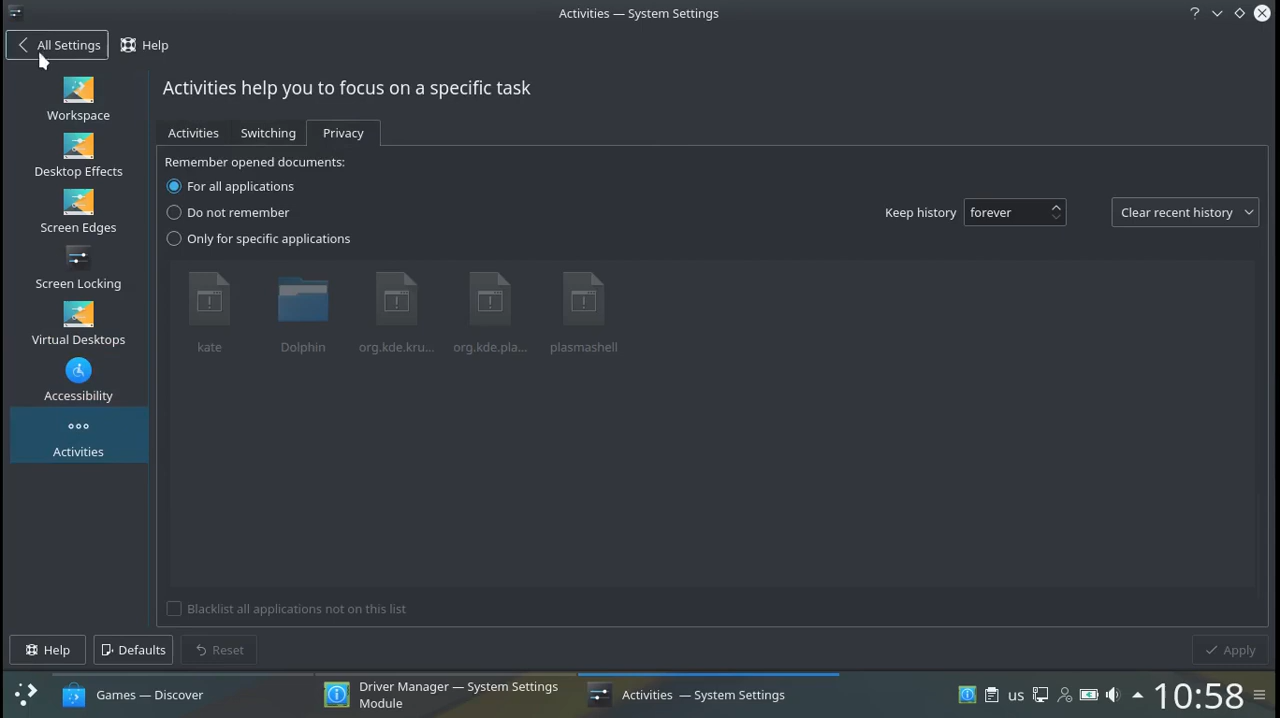 Activities — System Settings
All Settings
Help
Workspace
Desktop Effects
Screen Edges
Screen Locking
Virtual Desktops
Accessibility
Activities
Activities help you to focus on a specific task
Activities Switching Privacy
Remember opened documents:
For all applications
Do not remember
Keep history forever Clear recent history
Only for specific applications
kate Dolphin org.kde.kru... org.kde.pla... plasmashell
Blacklist all applications not on this list
Help Defaults Reset Apply
Games — Discover
Driver Manager — System Settings
Module
Activities — System Settings
us
10:58